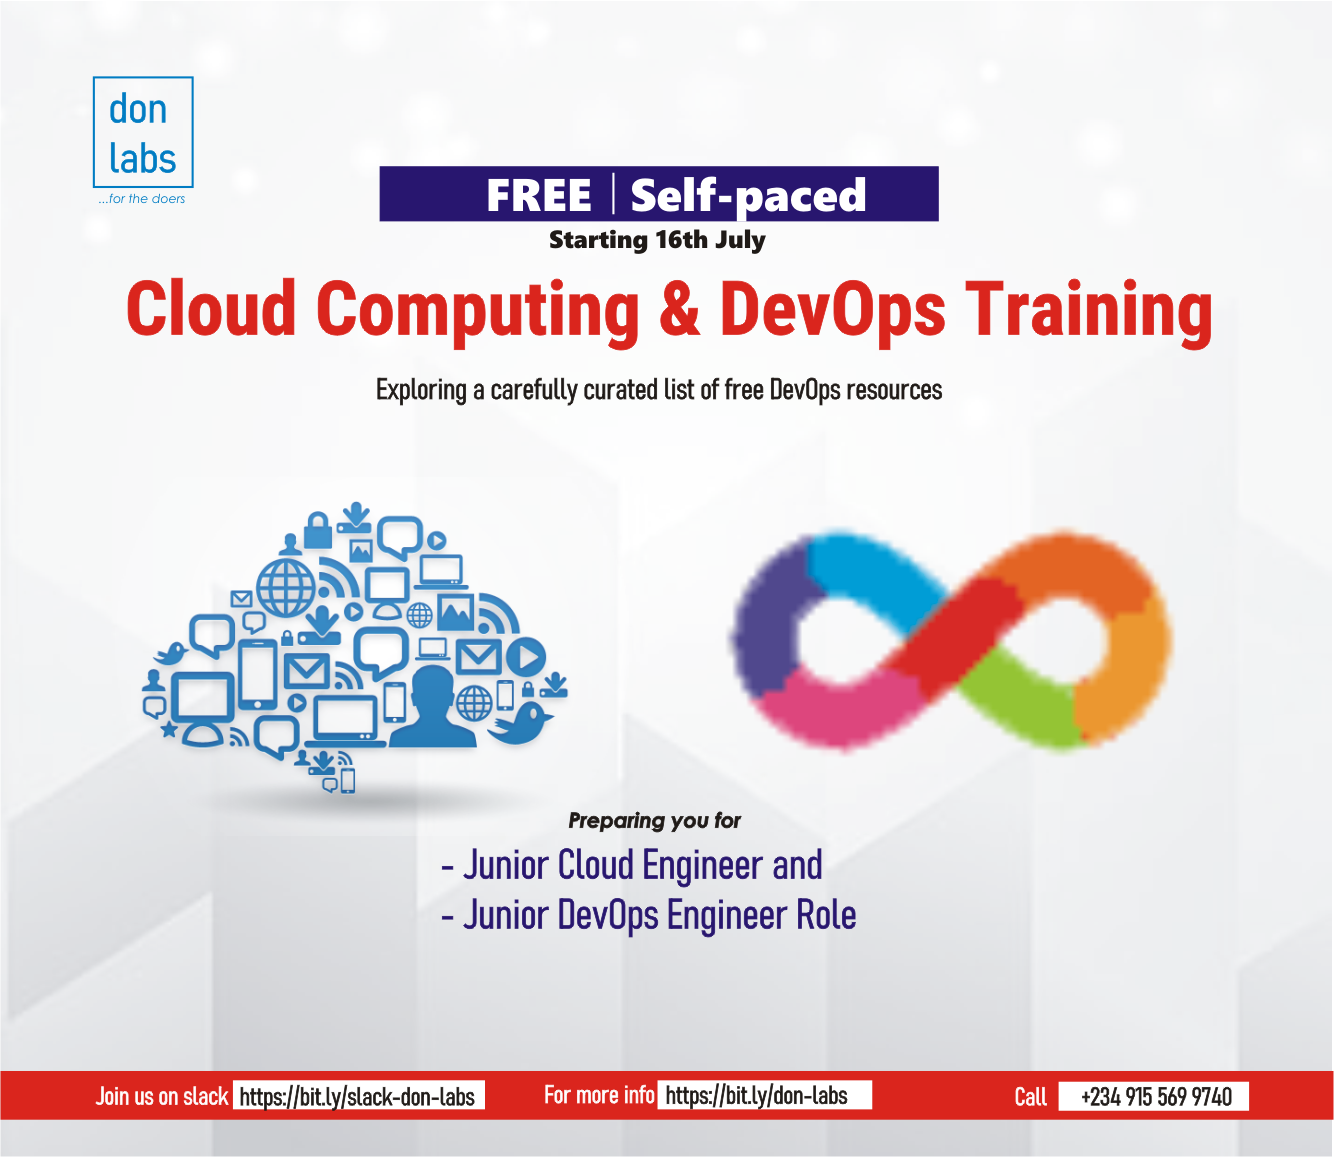 don
labs
...for the doers
FREE | Self-paced
Starting 16th July
Cloud Computing & DevOps Training
Exploring a carefully curated list of free DevOps resources
Preparing you for
- Junior Cloud Engineer and
- Junior DevOps Engineer Role
Join us on slack https://bit.ly/slack-don-labs For more info https://bit.ly/don-labs Call +234 915 569 9740